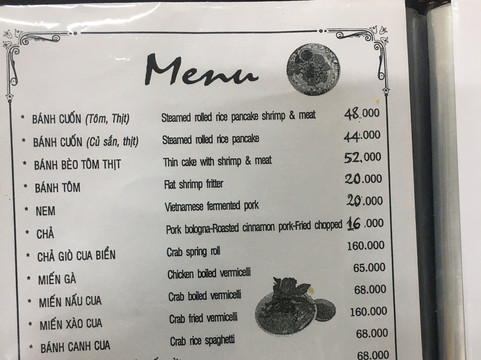 Menu
* BÁNH CUỐN (Tôm, Thịt) Steamed rolled rice pancake shrimp & meat 48.000
* BÁNH CUỐN (Củ sắn, thịt) Steamed rolled rice pancake 44.000
* BÁNH BÈO TÔM THỊT Thin cake with shrimp & meat 52.000
* BÁNH TÔM Flat shrimp fritter 20.000
* NEM Vietnamese fermented pork 20.000
* CHẢ Pork bologna-Roasted cinnamon pork-Fried chopped 16.000
* CHẢ GIÒ CUA BIỂN Crab spring roll 160.000
* MIẾN GÀ Chicken boiled vermicelli 65.000
* MIẾN NẤU CUA Crab boiled vermicelli 68.000
* MIẾN XÀO CUA Crab fried vermicelli 160.000
* BÁNH CANH CUA Crab rice spaghetti 68.000
68.000